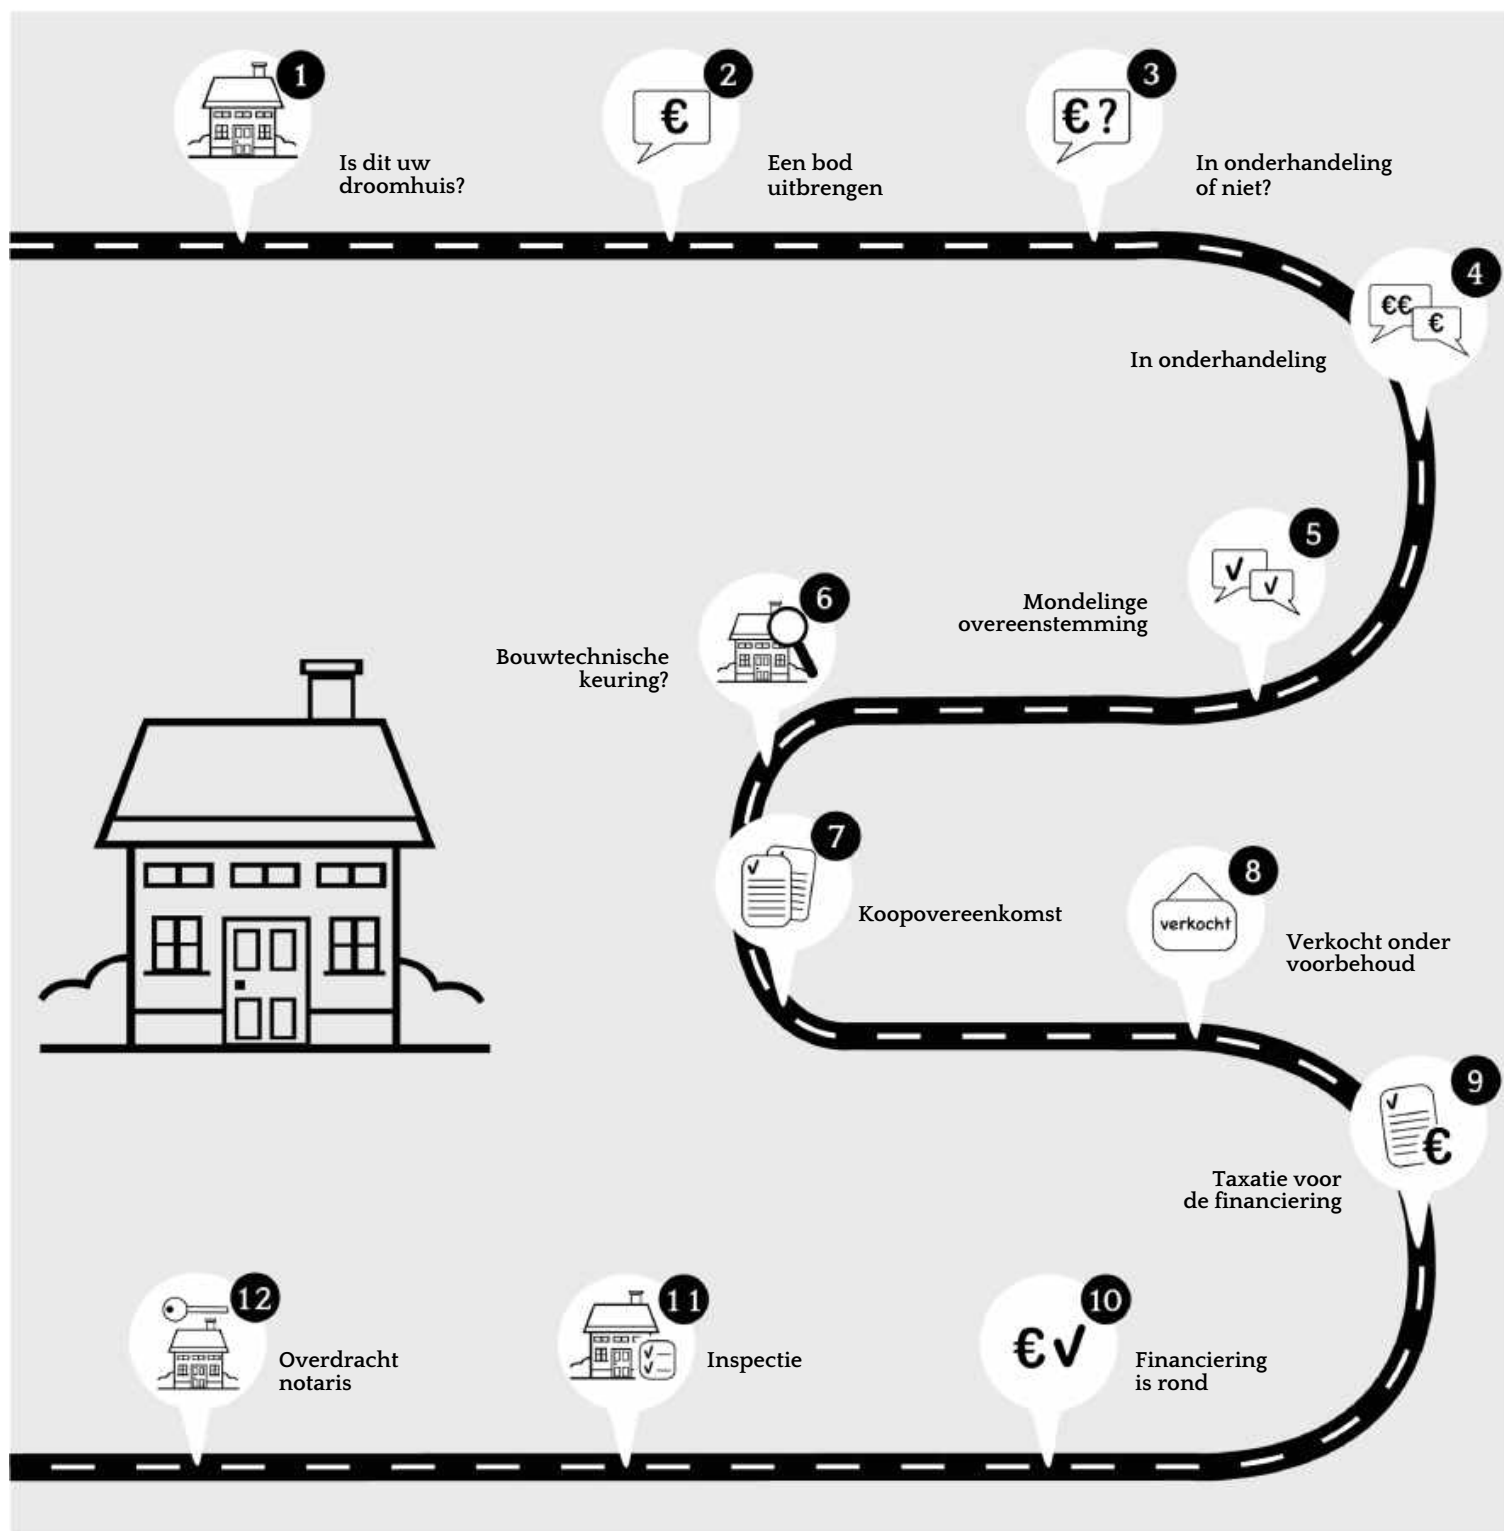 1
Is dit uw
droomhuis?
€
2
Een bod
uitbrengen
€ ?
3
In onderhandeling
of niet?
€€
€
4
In onderhandeling
5
Mondelinge
overeenstemming
6
Bouwtechnische
keuring?
7
Koopovereenkomst
verkocht
8
Verkocht onder
voorbehoud
€
9
Taxatie voor
de financiering
€
10
Financiering
is rond
11
Inspectie
12
Overdracht
notaris